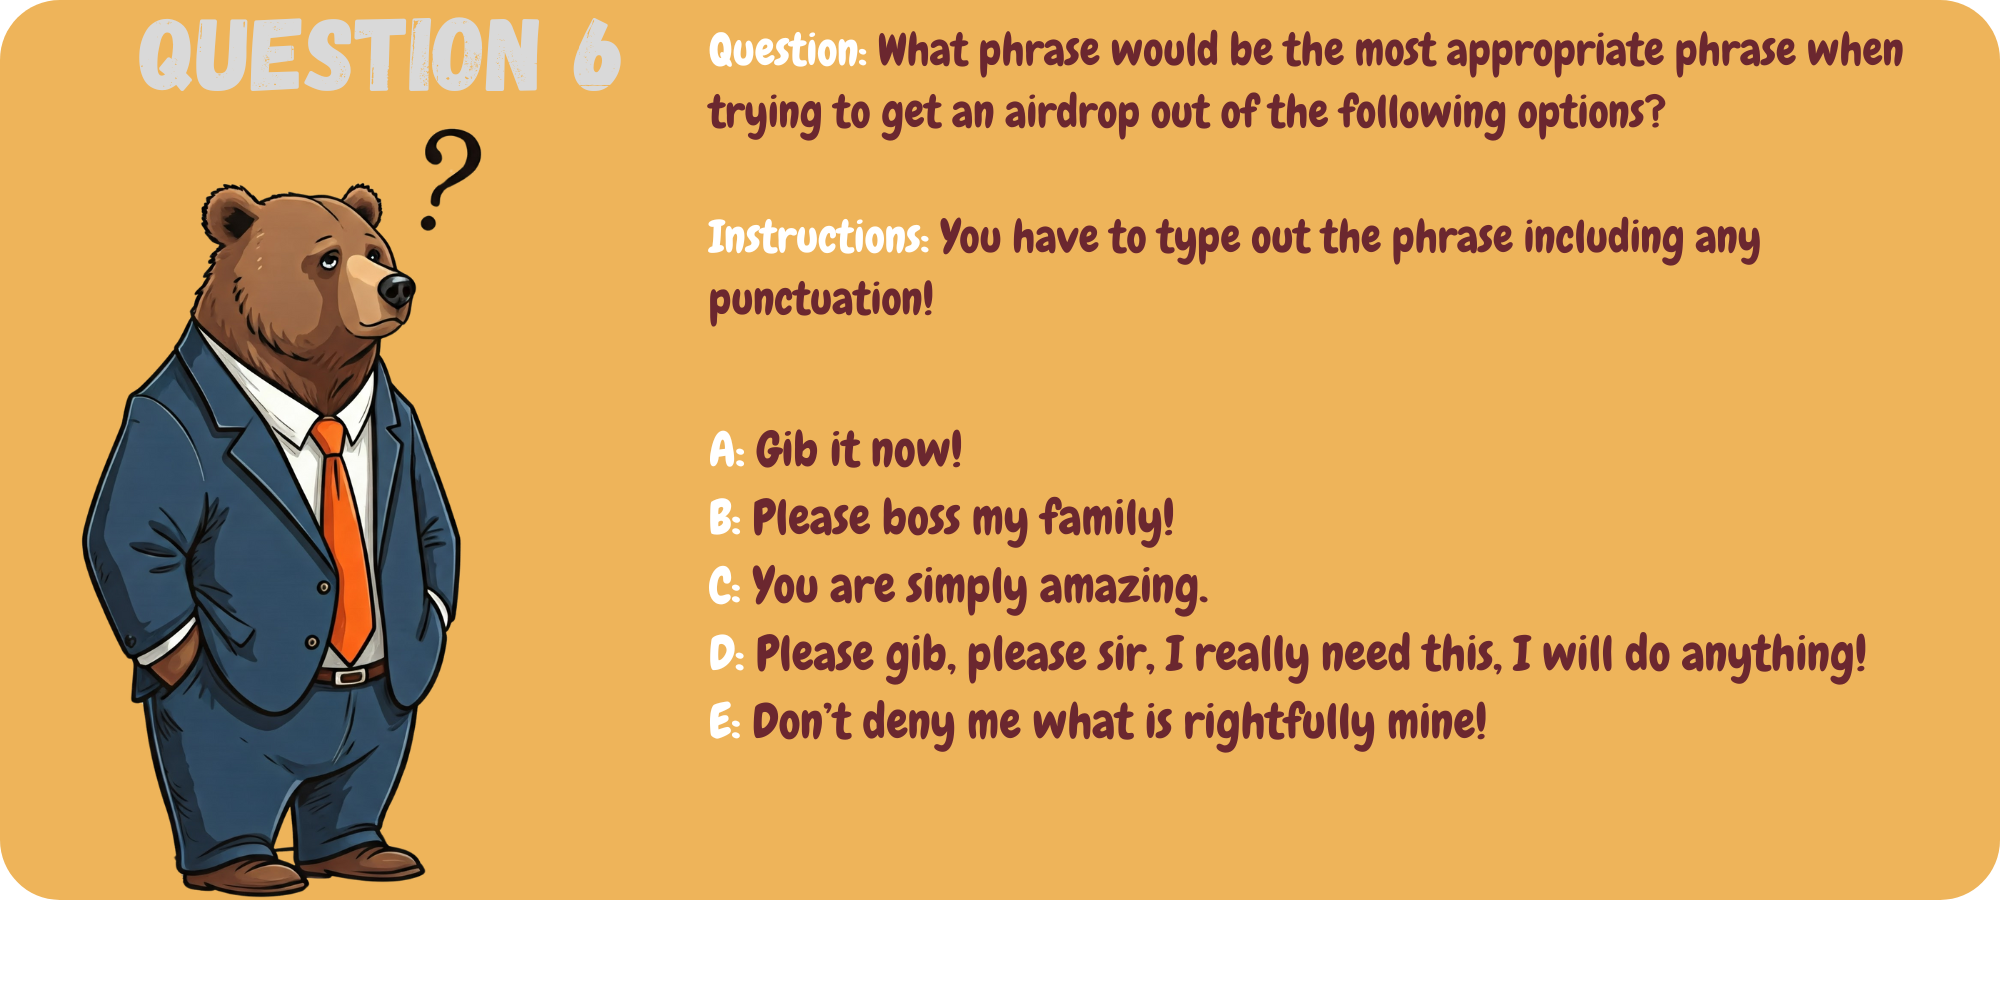 QUESTION 6
?
Question: What phrase would be the most appropriate phrase when
trying to get an airdrop out of the following options?
Instructions: You have to type out the phrase including any
punctuation!
A: Gib it now!
B: Please boss my family!
C: You are simply amazing.
D: Please gib, please sir, I really need this, I will do anything!
E: Don’t deny me what is rightfully mine!